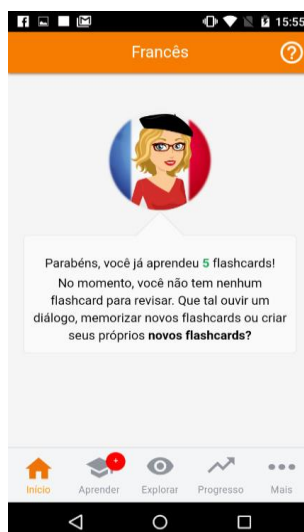 15:55
Francês
Parabéns, você já aprendeu 5 flashcards!
No momento, você não tem nenhum
flashcard para revisar. Que tal ouvir um
diálogo, memorizar novos flashcards ou criar
seus próprios novos flashcards?
Início Aprender Explorar Progresso Mais